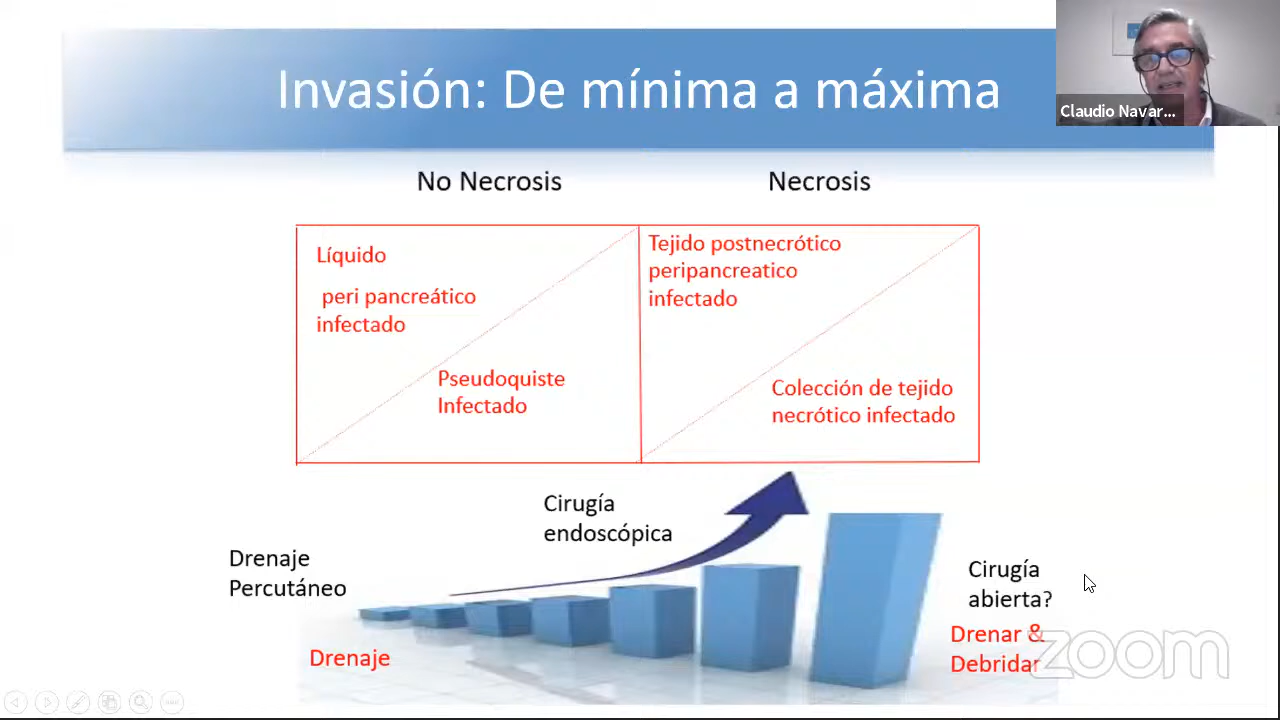 Invasión: De mínima a máxima
Claudio Navar...
No Necrosis
Necrosis
Líquido
peri pancreático
infectado
Pseudoquiste
Infectado
Tejido postnecrótico
peripancreatico
infectado
Colección de tejido
necrótico infectado
Cirugía
endoscópica
Drenaje
Percutáneo
Drenaje
Cirugía
abierta?
Drenar &
Debridar
zoom